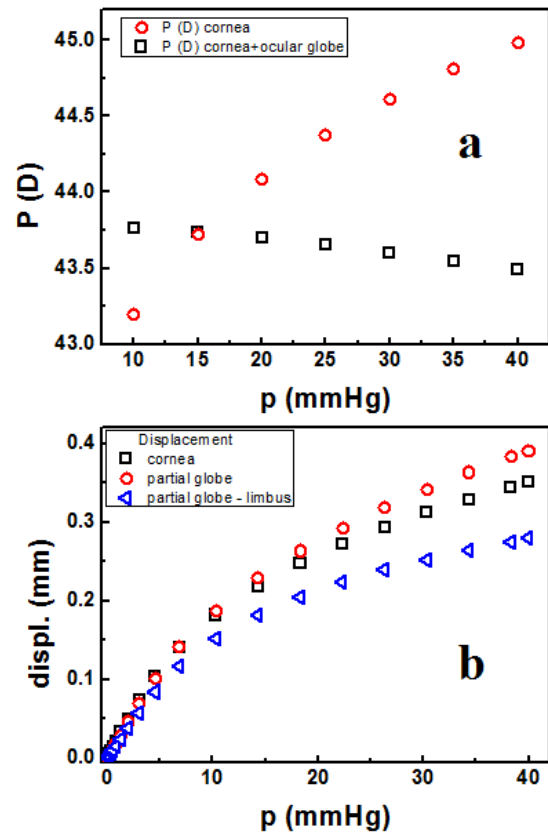 P (D) cornea
P (D) cornea+ocular globe
45.0
44.5
44.0
43.5
43.0
P (D)
a
10 15 20 25 30 35 40
p (mmHg)
Displacement
cornea
partial globe
partial globe - limbus
0.4
0.3
0.2
0.1
0.0
displ. (mm)
b
0 10 20 30 40
p (mmHg)